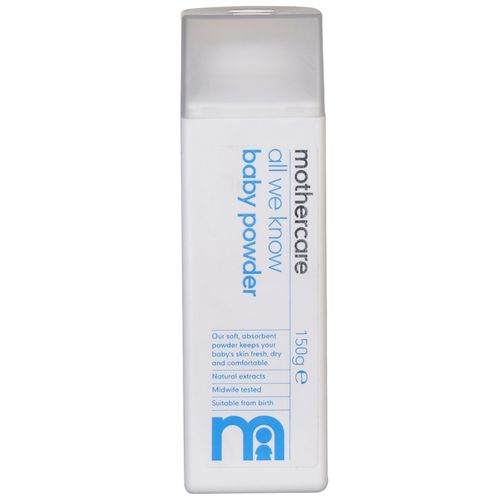 mothercare
all we know
baby powder
150g ℮
Our soft, absorbent
powder keeps your
baby's skin fresh, dry
and comfortable.
Natural extracts
Midwife tested
Suitable from birth
m